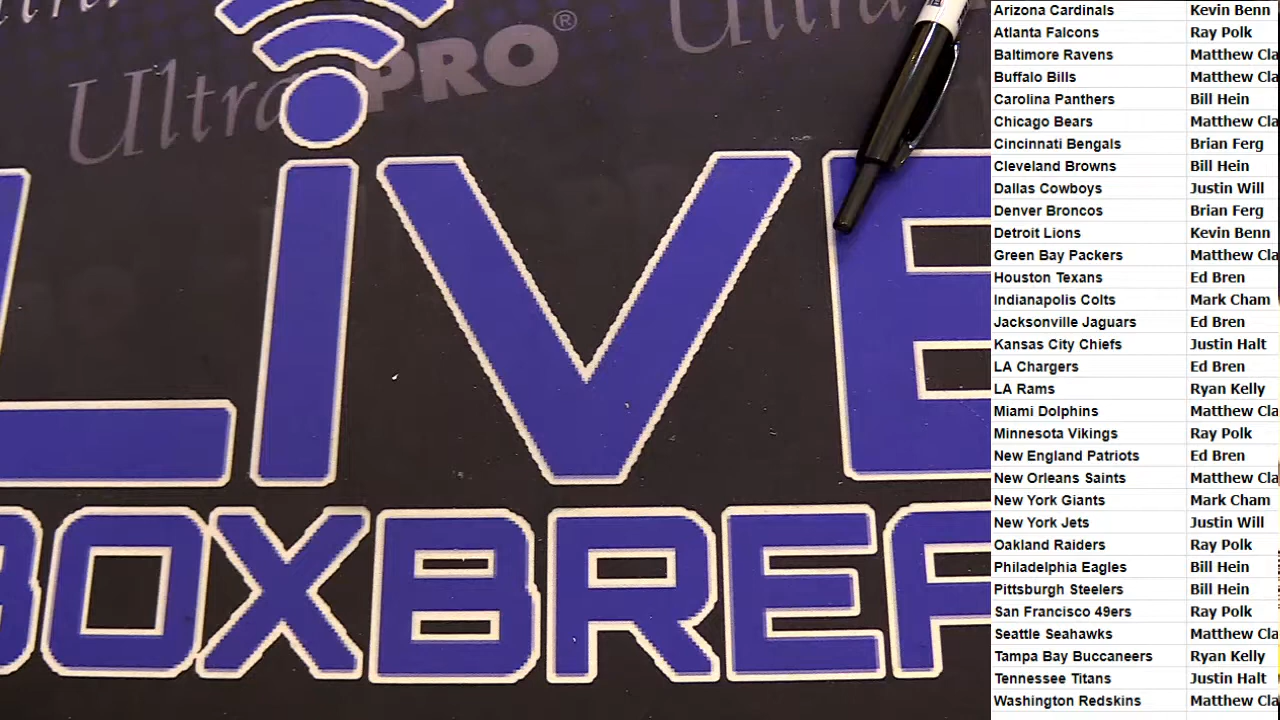 Ultra PRO®
LiVE
BOXBREA
Arizona Cardinals Kevin Benn
Atlanta Falcons Ray Polk
Baltimore Ravens Matthew Cla
Buffalo Bills Matthew Cla
Carolina Panthers Bill Hein
Chicago Bears Matthew Cla
Cincinnati Bengals Brian Ferg
Cleveland Browns Bill Hein
Dallas Cowboys Justin Will
Denver Broncos Brian Ferg
Detroit Lions Kevin Benn
Green Bay Packers Matthew Cla
Houston Texans Ed Bren
Indianapolis Colts Mark Cham
Jacksonville Jaguars Ed Bren
Kansas City Chiefs Justin Halt
LA Chargers Ed Bren
LA Rams Ryan Kelly
Miami Dolphins Matthew Cla
Minnesota Vikings Ray Polk
New England Patriots Ed Bren
New Orleans Saints Matthew Cla
New York Giants Mark Cham
New York Jets Justin Will
Oakland Raiders Ray Polk
Philadelphia Eagles Bill Hein
Pittsburgh Steelers Bill Hein
San Francisco 49ers Ray Polk
Seattle Seahawks Matthew Cla
Tampa Bay Buccaneers Ryan Kelly
Tennessee Titans Justin Halt
Washington Redskins Matthew Cla